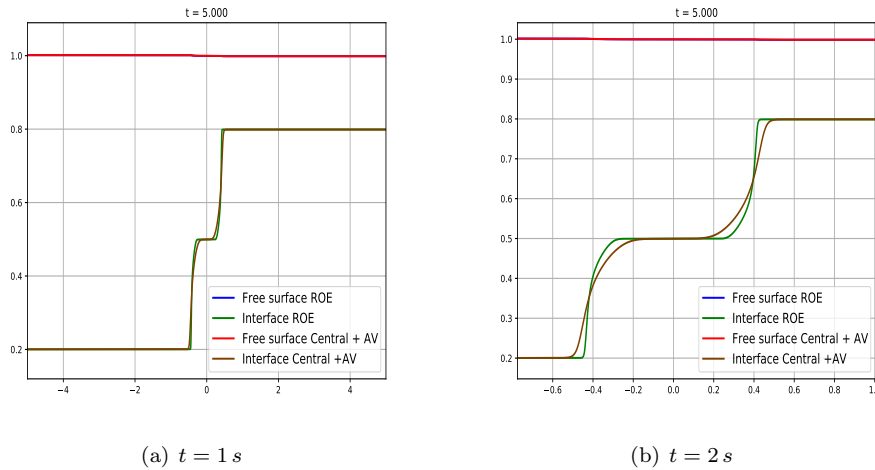 t = 5.000
1.0
0.8
0.6
0.4
0.2
−4
−2
0
2
4
Free surface ROE
Interface ROE
Free surface Central + AV
Interface Central +AV
(a) t = 1 s
t = 5.000
1.0
0.9
0.8
0.7
0.6
0.5
0.4
0.3
0.2
−0.6
−0.4
−0.2
0.0
0.2
0.4
0.6
0.8
Free surface ROE
Interface ROE
Free surface Central + AV
Interface Central +AV
(b) t = 2 s